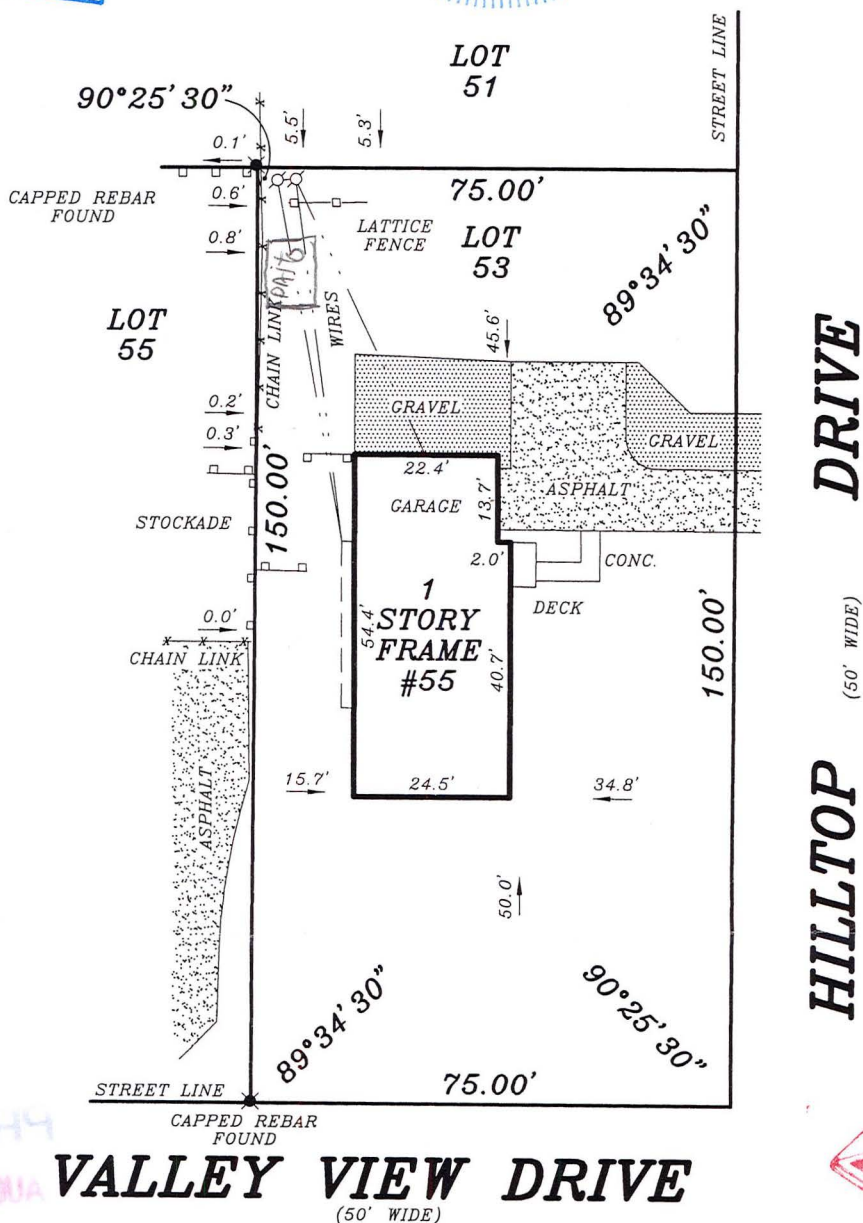 STREET LINE
LOT
51
90°25'30"
5.5'
5.3'
0.1'
CAPPED REBAR
FOUND
0.6'
0.8'
75.00'
LATTICE
FENCE
LOT
53
89°34'30"
LOT
55
CHAIN LINK
WIRES
45.6'
0.2'
0.3'
GRAVEL
GRAVEL
22.4'
GARAGE
13.7'
ASPHALT
150.00'
STOCKADE
2.0'
CONC.
DECK
0.0'
CHAIN LINK
1
STORY
FRAME
#55
54.4'
40.7'
150.00'
ASPHALT
15.7'
24.5'
34.8'
50.0'
89°34'30"
90°25'30"
STREET LINE
75.00'
CAPPED REBAR
FOUND
VALLEY VIEW DRIVE
(50' WIDE)
HILLTOP DRIVE
(50' WIDE)